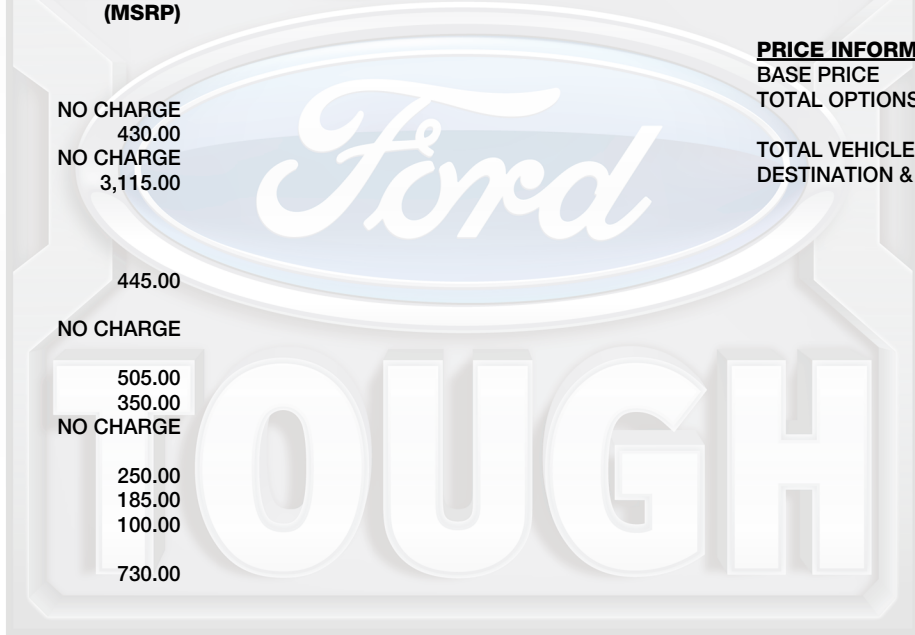 (MSRP)
NO CHARGE
430.00
NO CHARGE
3,115.00
445.00
NO CHARGE
505.00
350.00
NO CHARGE
250.00
185.00
100.00
730.00
PRICE INFORM
BASE PRICE
TOTAL OPTIONS
TOTAL VEHICLE
DESTINATION &
Ford
TOUGH